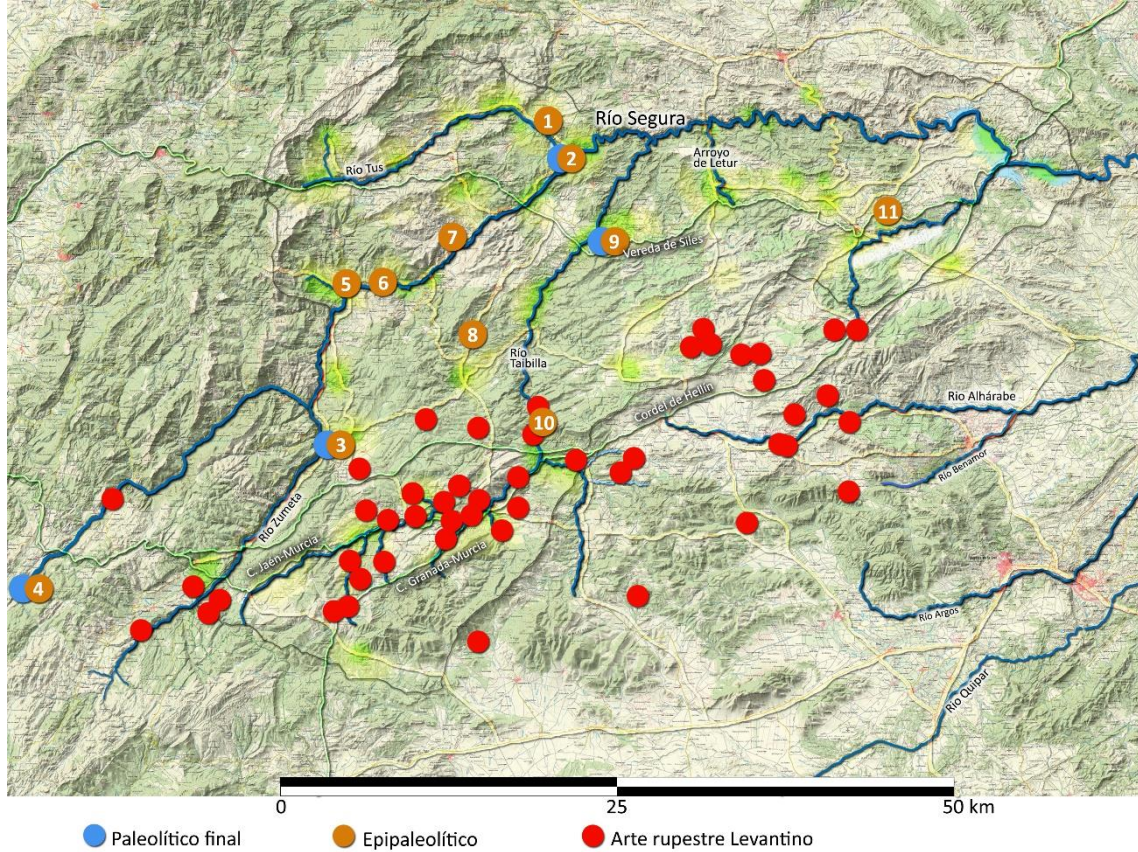 1
Río Segura
2
Río Tus
Arroyo
de Letur
11
7
9
Vereda de Siles
5
6
8
Río
Taibilla
Cordel de Hellín
Rio Alhárabe
10
3
Río Benamor
Río Zumeta
C. Jaén-Murcia
C. Granada-Murcia
4
Río Argos
Río Quipar
0
25
50 km
Paleolítico final
Epipaleolítico
Arte rupestre Levantino